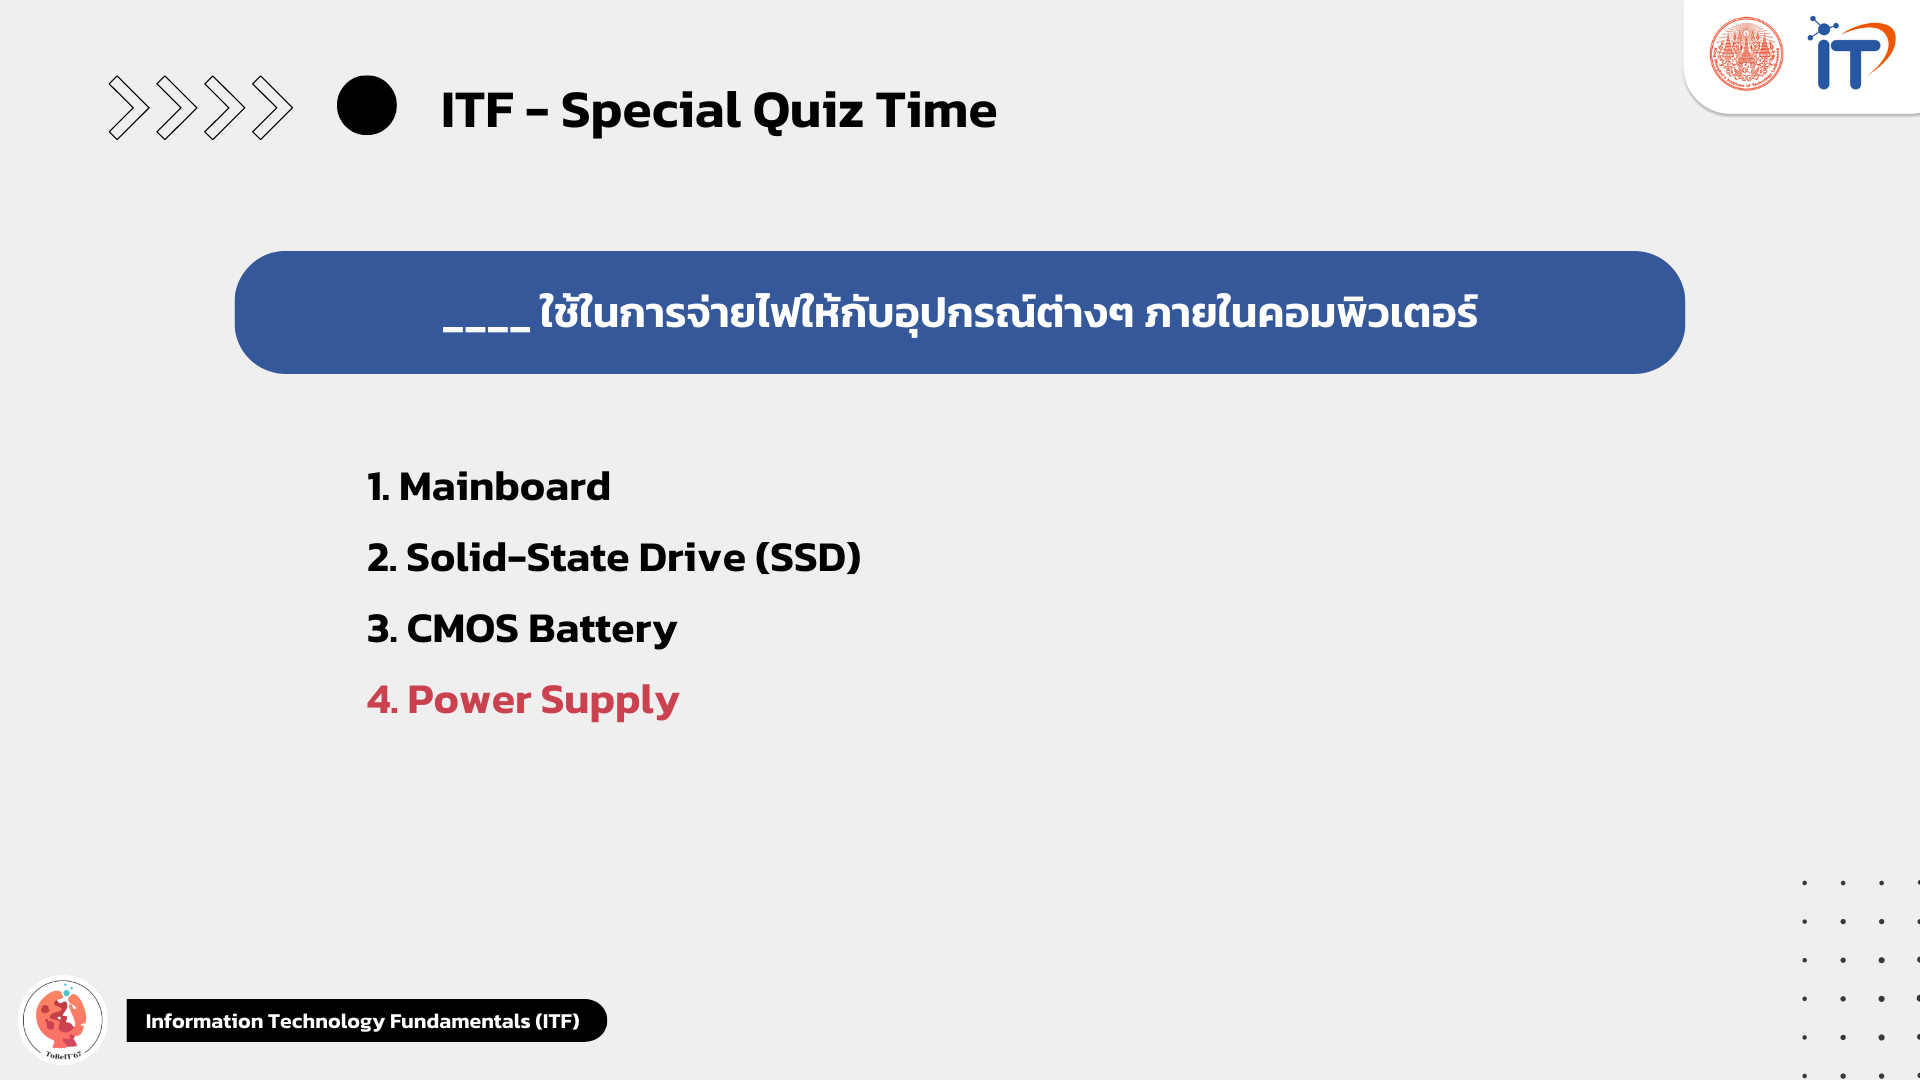 ITF - Special Quiz Time
IT
____ ใช้ในการจ่ายไฟให้กับอุปกรณ์ต่างๆ ภายในคอมพิวเตอร์
1. Mainboard
2. Solid-State Drive (SSD)
3. CMOS Battery
4. Power Supply
ToBeIT'67
Information Technology Fundamentals (ITF)